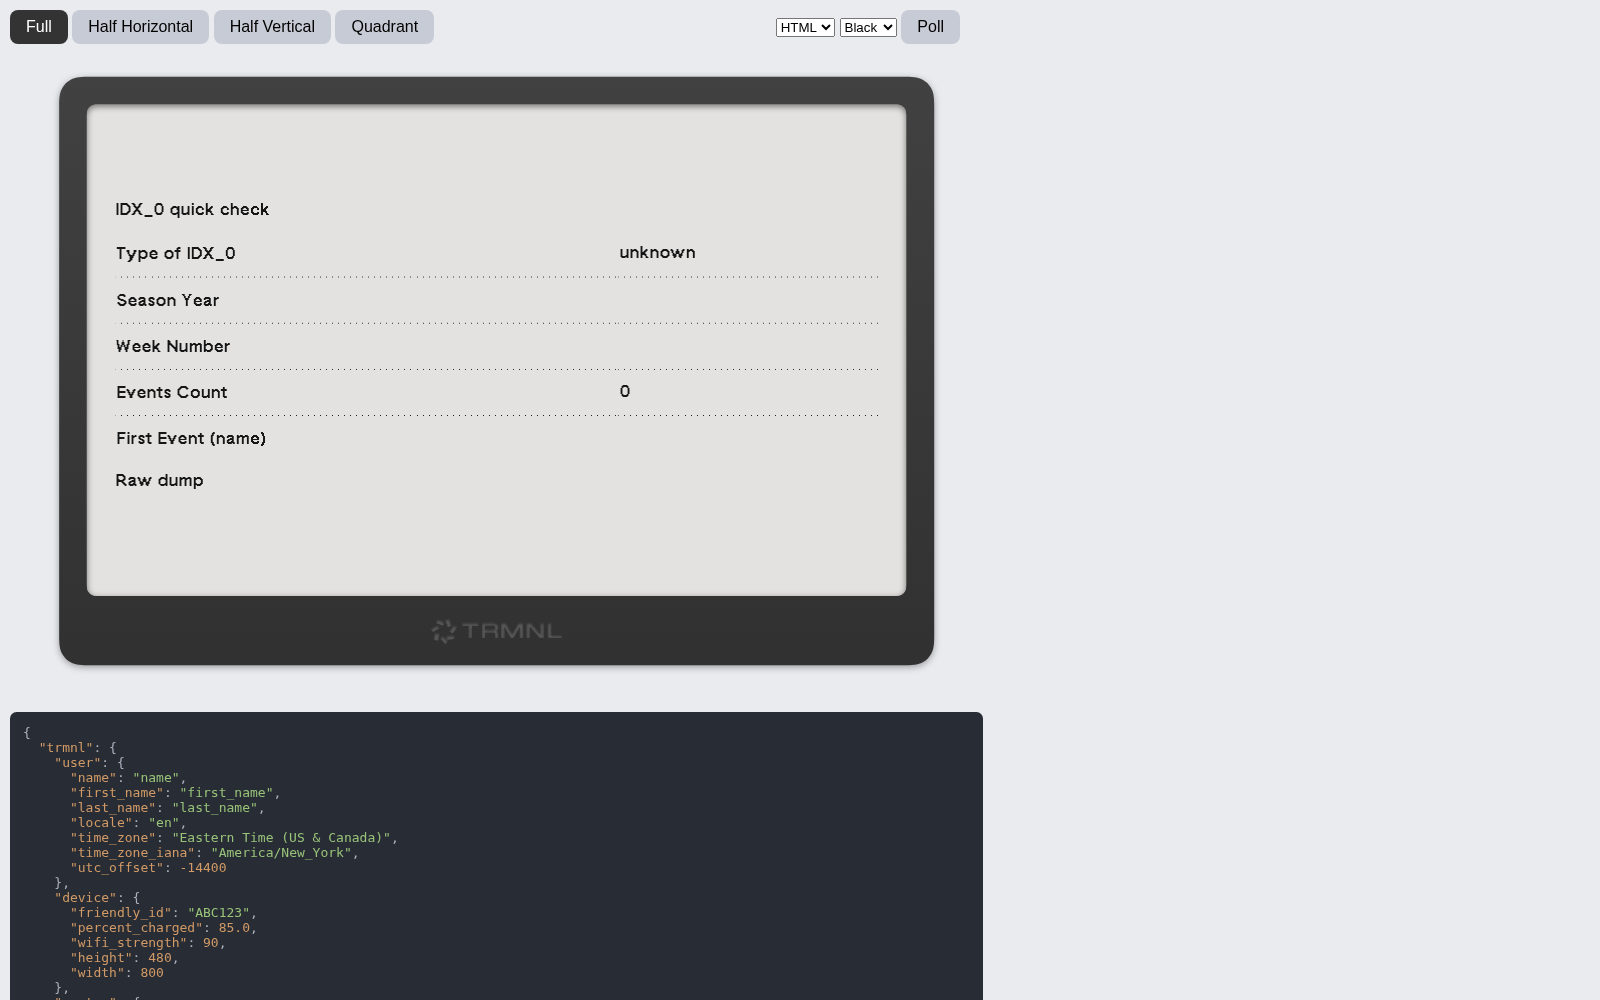 Full Half Horizontal Half Vertical Quadrant HTML Black Poll
IDX_0 quick check
Type of IDX_0 unknown
Season Year
Week Number
Events Count 0
First Event (name)
Raw dump
TRMNL
{
  "trmnl": {
    "user": {
      "name": "name",
      "first_name": "first_name",
      "last_name": "last_name",
      "locale": "en",
      "time_zone": "Eastern Time (US & Canada)",
      "time_zone_iana": "America/New_York",
      "utc_offset": -14400
    },
    "device": {
      "friendly_id": "ABC123",
      "percent_charged": 85.0,
      "wifi_strength": 90,
      "height": 480,
      "width": 800
    },